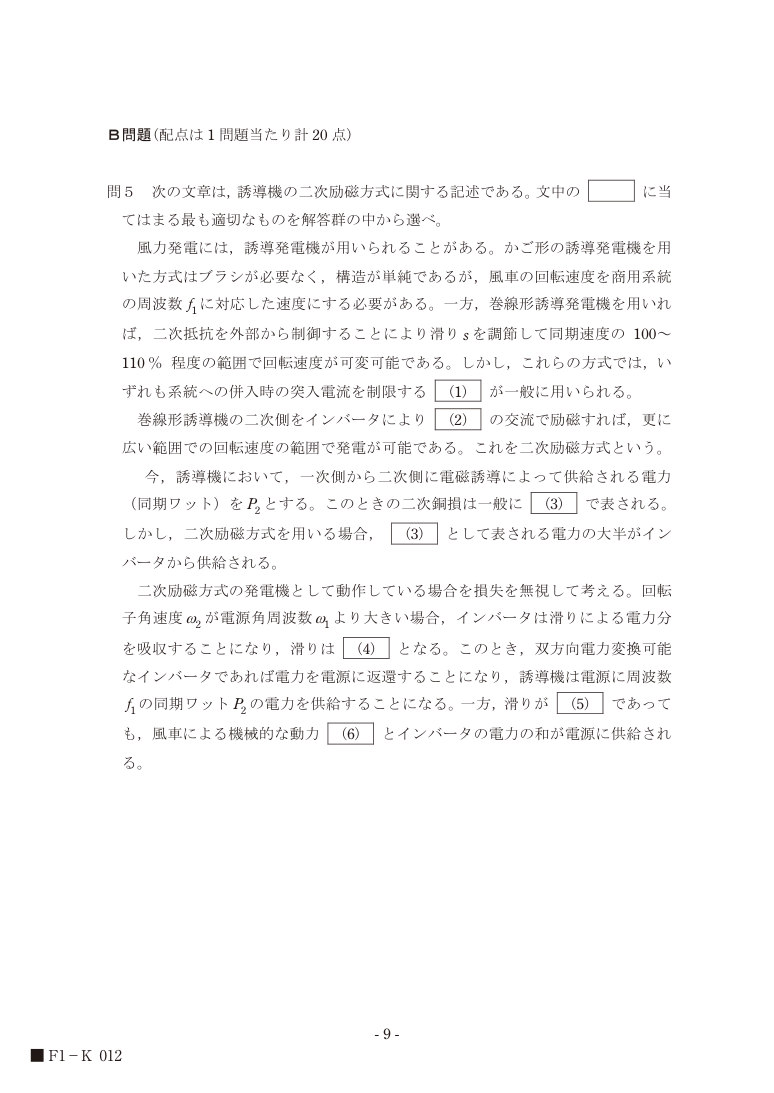 B問題(配点は1問題当たり計20点)
問5 次の文章は，誘導機の二次励磁方式に関する記述である。文中の に当
てはまる最も適切なものを解答群の中から選べ。
風力発電には，誘導発電機が用いられることがある。かご形の誘導発電機を用
いた方式はブラシが必要なく，構造が単純であるが，風車の回転速度を商用系統
の周波数f₁に対応した速度にする必要がある。一方，巻線形誘導発電機を用いれ
ば，二次抵抗を外部から制御することにより滑りsを調節して同期速度の 100～
110％ 程度の範囲で回転速度が可変可能である。しかし，これらの方式では，い
ずれも系統への併入時の突入電流を制限する (1) が一般に用いられる。
巻線形誘導機の二次側をインバータにより (2) の交流で励磁すれば，更に
広い範囲での回転速度の範囲で発電が可能である。これを二次励磁方式という。
今，誘導機において，一次側から二次側に電磁誘導によって供給される電力
（同期ワット）をP₂とする。このときの二次銅損は一般に (3) で表される。
しかし，二次励磁方式を用いる場合， (3) として表される電力の大半がイン
バータから供給される。
二次励磁方式の発電機として動作している場合を損失を無視して考える。回転
子角速度ω₂が電源角周波数ω₁より大きい場合，インバータは滑りによる電力分
を吸収することになり，滑りは (4) となる。このとき，双方向電力変換可能
なインバータであれば電力を電源に返還することになり，誘導機は電源に周波数
f₁の同期ワットP₂の電力を供給することになる。一方，滑りが (5) であって
も，風車による機械的な動力 (6) とインバータの電力の和が電源に供給され
る。
- 9 -
■F1－K 012